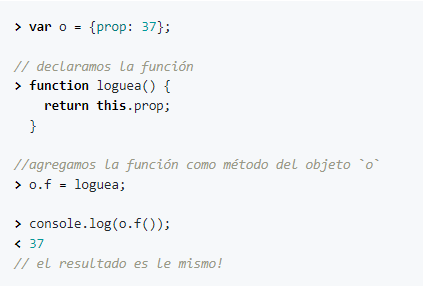 > var o = {prop: 37};
// declaramos la función
> function loguea() {
    return this.prop;
  }
//agregamos la función como método del objeto `o`
> o.f = loguea;
> console.log(o.f());
< 37
// el resultado es le mismo!